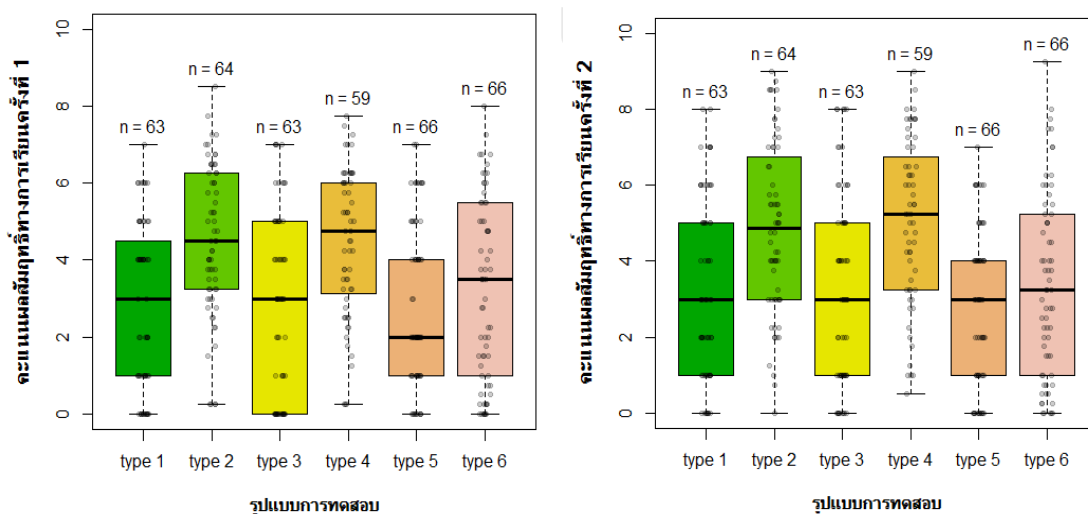 คะแนนผลสัมฤทธิ์ทางการเรียนครั้งที่ 1
10
8
6
4
2
0
n = 63
n = 64
n = 63
n = 59
n = 66
n = 66
type 1
type 2
type 3
type 4
type 5
type 6
รูปแบบการทดสอบ
คะแนนผลสัมฤทธิ์ทางการเรียนครั้งที่ 2
10
8
6
4
2
0
n = 63
n = 64
n = 63
n = 59
n = 66
n = 66
type 1
type 2
type 3
type 4
type 5
type 6
รูปแบบการทดสอบ